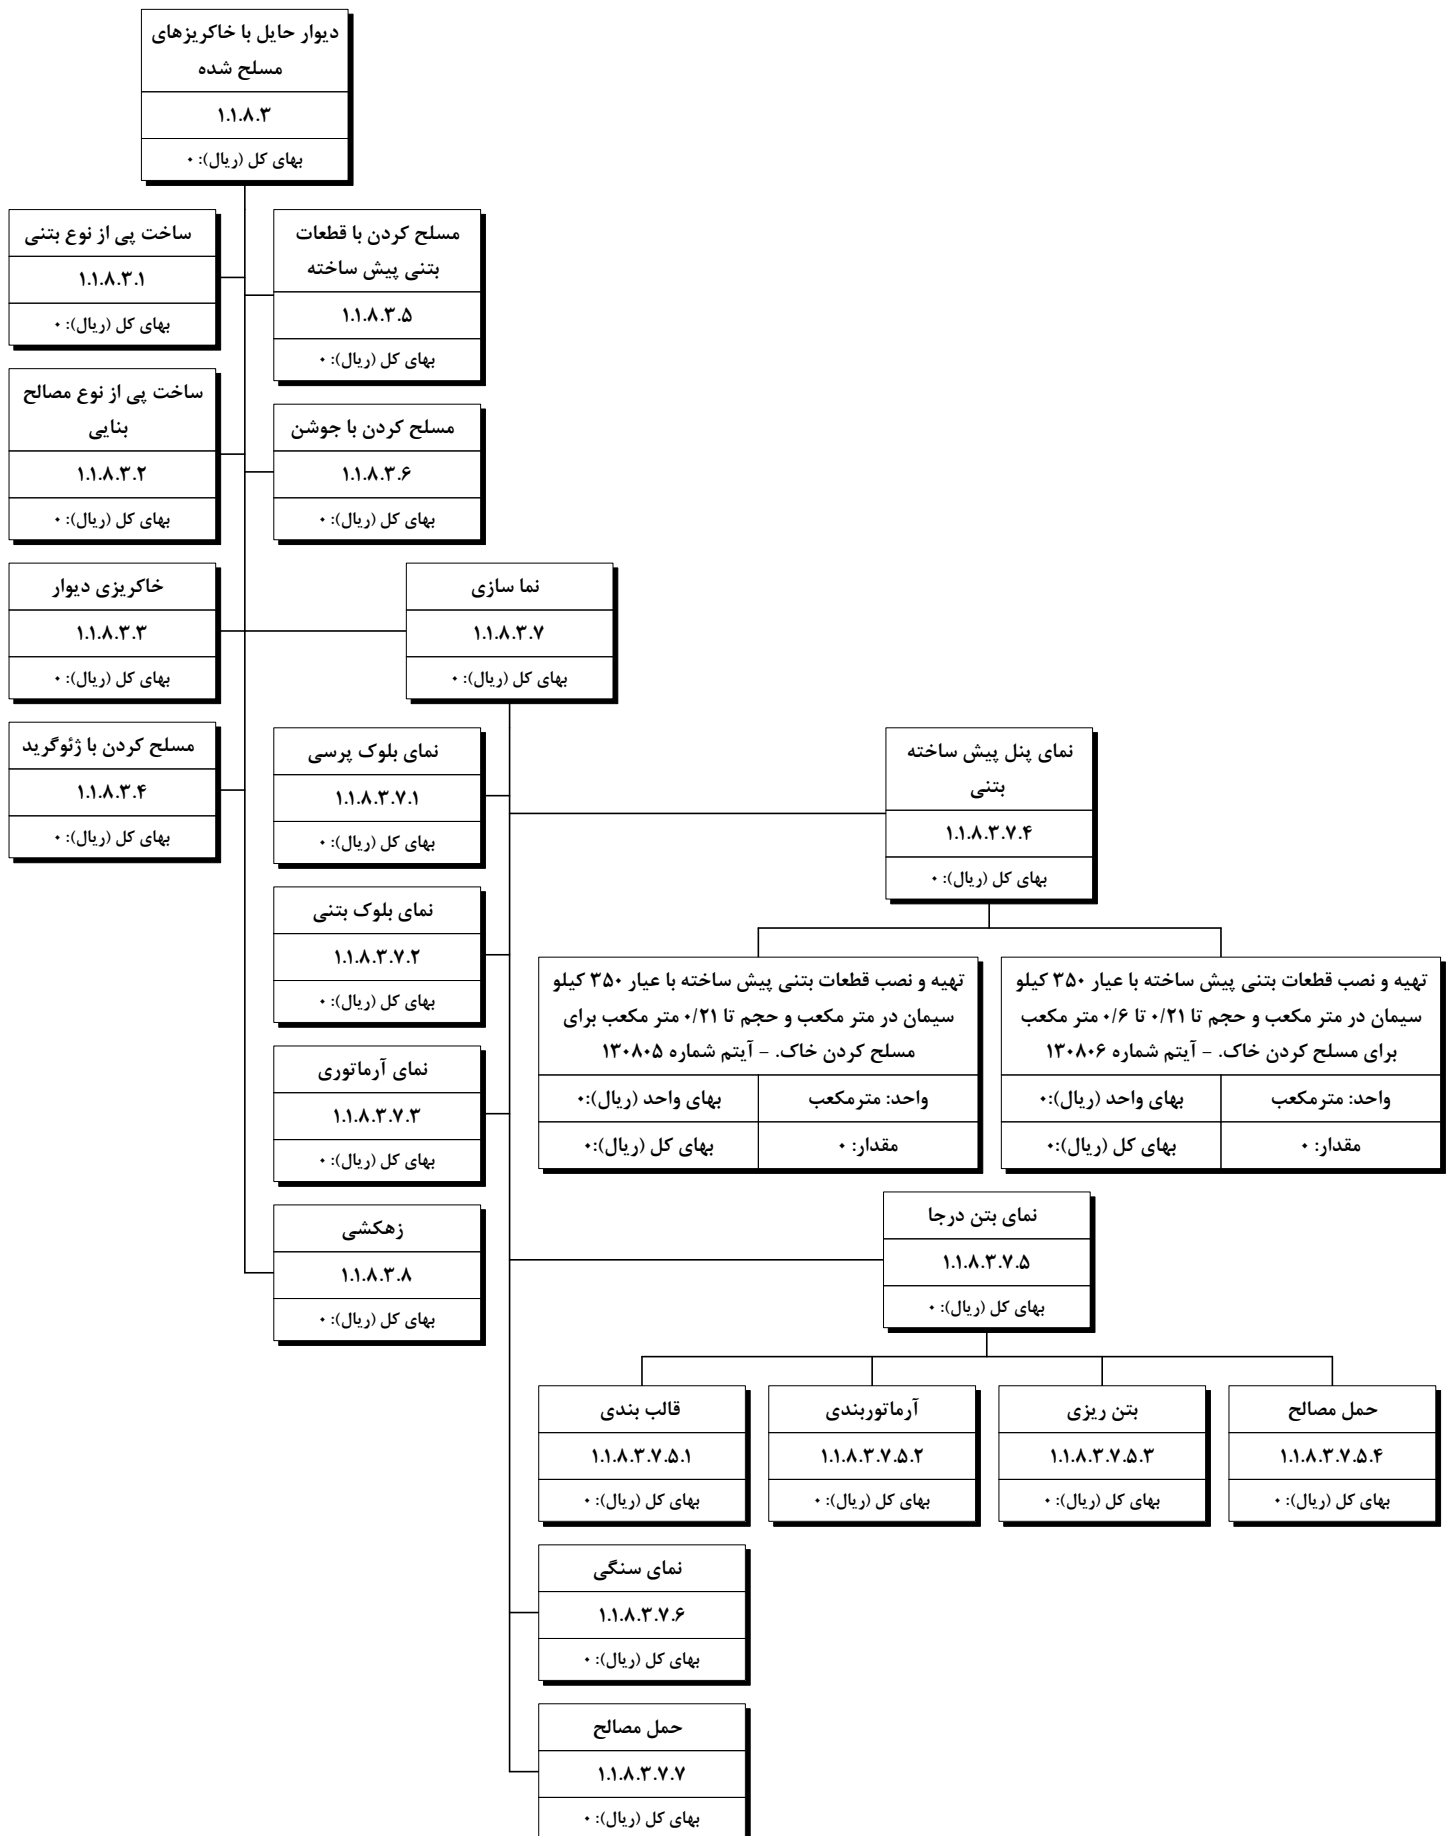 دیوار حایل با خاکریزهای
مسلح شده
۱.۱.۸.۳
بهای کل (ریال): ۰
ساخت پی از نوع بتنی
۱.۱.۸.۳.۱
بهای کل (ریال): ۰
مسلح کردن با قطعات
بتنی پیش ساخته
۱.۱.۸.۳.۵
بهای کل (ریال): ۰
ساخت پی از نوع مصالح
بنایی
۱.۱.۸.۳.۲
بهای کل (ریال): ۰
مسلح کردن با جوشن
۱.۱.۸.۳.۶
بهای کل (ریال): ۰
خاکریزی دیوار
۱.۱.۸.۳.۳
بهای کل (ریال): ۰
نما سازی
۱.۱.۸.۳.۷
بهای کل (ریال): ۰
مسلح کردن با ژئوگرید
۱.۱.۸.۳.۴
بهای کل (ریال): ۰
نمای بلوک پرسی
۱.۱.۸.۳.۷.۱
بهای کل (ریال): ۰
نمای پنل پیش ساخته
بتنی
۱.۱.۸.۳.۷.۴
بهای کل (ریال): ۰
نمای بلوک بتنی
۱.۱.۸.۳.۷.۲
بهای کل (ریال): ۰
تهیه و نصب قطعات بتنی پیش ساخته با عیار ۳۵۰ کیلو
سیمان در متر مکعب و حجم تا ۰/۲۱ تا ۰/۶ متر مکعب
برای مسلح کردن خاک. - آیتم شماره ۱۳۰۸۰۶
واحد: مترمکعب
بهای واحد (ریال):۰
مقدار: ۰
بهای کل (ریال):۰
تهیه و نصب قطعات بتنی پیش ساخته با عیار ۳۵۰ کیلو
سیمان در متر مکعب و حجم تا ۰/۲۱ متر مکعب برای
مسلح کردن خاک. - آیتم شماره ۱۳۰۸۰۵
واحد: مترمکعب
بهای واحد (ریال):۰
مقدار: ۰
بهای کل (ریال):۰
نمای آرماتوری
۱.۱.۸.۳.۷.۳
بهای کل (ریال): ۰
زهکشی
۱.۱.۸.۳.۸
بهای کل (ریال): ۰
نمای بتن درجا
۱.۱.۸.۳.۷.۵
بهای کل (ریال): ۰
قالب بندی
۱.۱.۸.۳.۷.۵.۱
بهای کل (ریال): ۰
آرماتوربندی
۱.۱.۸.۳.۷.۵.۲
بهای کل (ریال): ۰
بتن ریزی
۱.۱.۸.۳.۷.۵.۳
بهای کل (ریال): ۰
حمل مصالح
۱.۱.۸.۳.۷.۵.۴
بهای کل (ریال): ۰
نمای سنگی
۱.۱.۸.۳.۷.۶
بهای کل (ریال): ۰
حمل مصالح
۱.۱.۸.۳.۷.۷
بهای کل (ریال): ۰